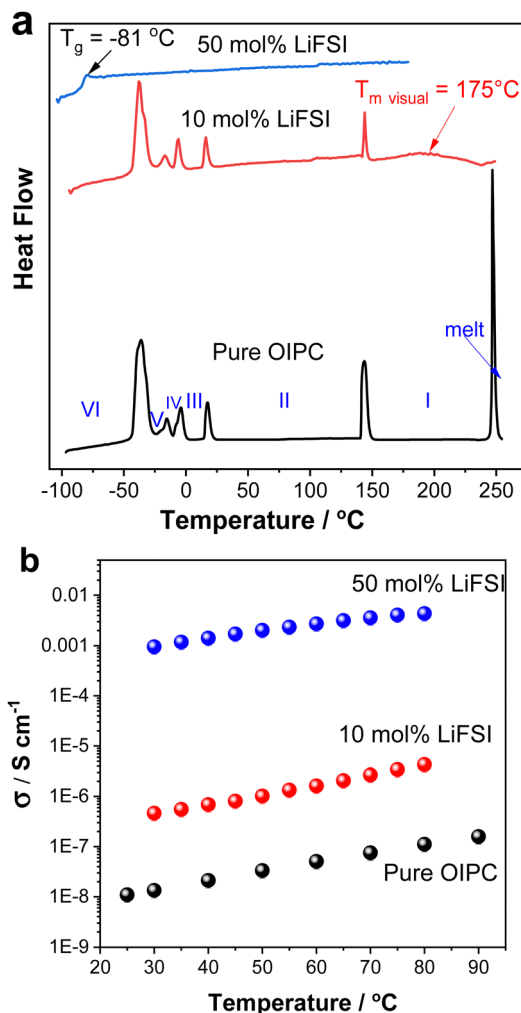 a
T_g = -81 ºC
50 mol% LiFSI
10 mol% LiFSI
T_m visual = 175°C
Heat Flow
Pure OIPC
melt
VI
V
IV
III
II
I
-100 -50 0 50 100 150 200 250
Temperature / ºC
b
50 mol% LiFSI
0.01
0.001
1E-4
10 mol% LiFSI
1E-5
1E-6
1E-7
Pure OIPC
1E-8
1E-9
σ / S cm⁻¹
20 30 40 50 60 70 80 90
Temperature / ºC